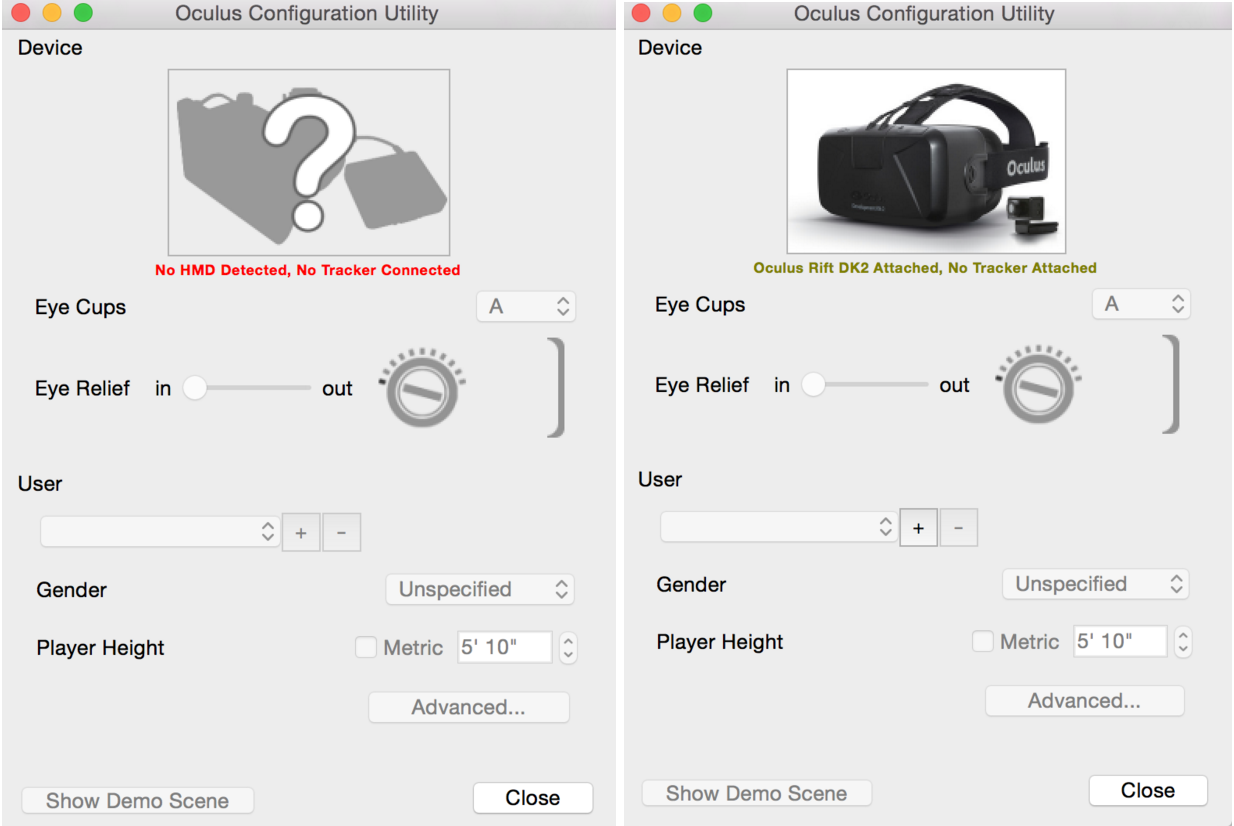 Oculus Configuration Utility
Device
?
No HMD Detected, No Tracker Connected
Eye Cups
A
Eye Relief in out
User
+ -
Gender
Unspecified
Player Height
Metric 5' 10"
Advanced...
Show Demo Scene
Close
Oculus Configuration Utility
Device
Oculus
Oculus Rift DK2 Attached, No Tracker Attached
Eye Cups
A
Eye Relief in out
User
+ -
Gender
Unspecified
Player Height
Metric 5' 10"
Advanced...
Show Demo Scene
Close